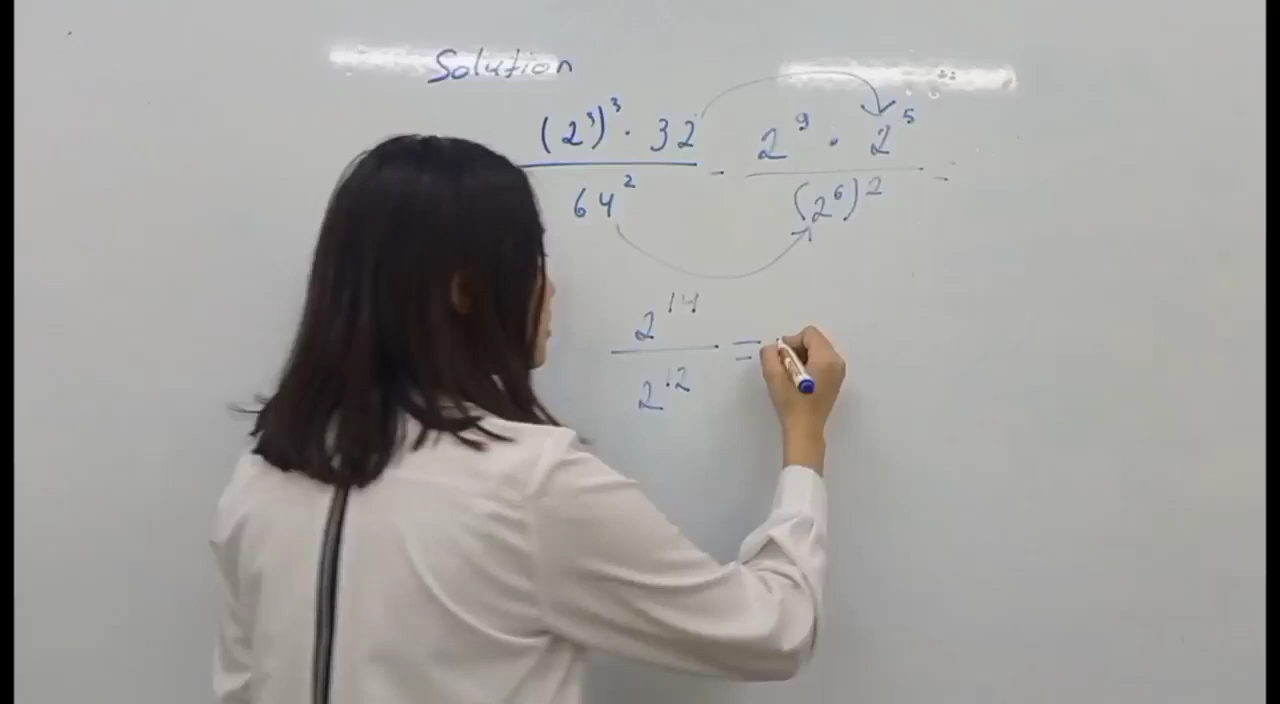 Solution
(2³)³ · 32 / 64² = 2⁹ · 2⁵ / (2⁶)² =
2¹⁴ / 2¹² =